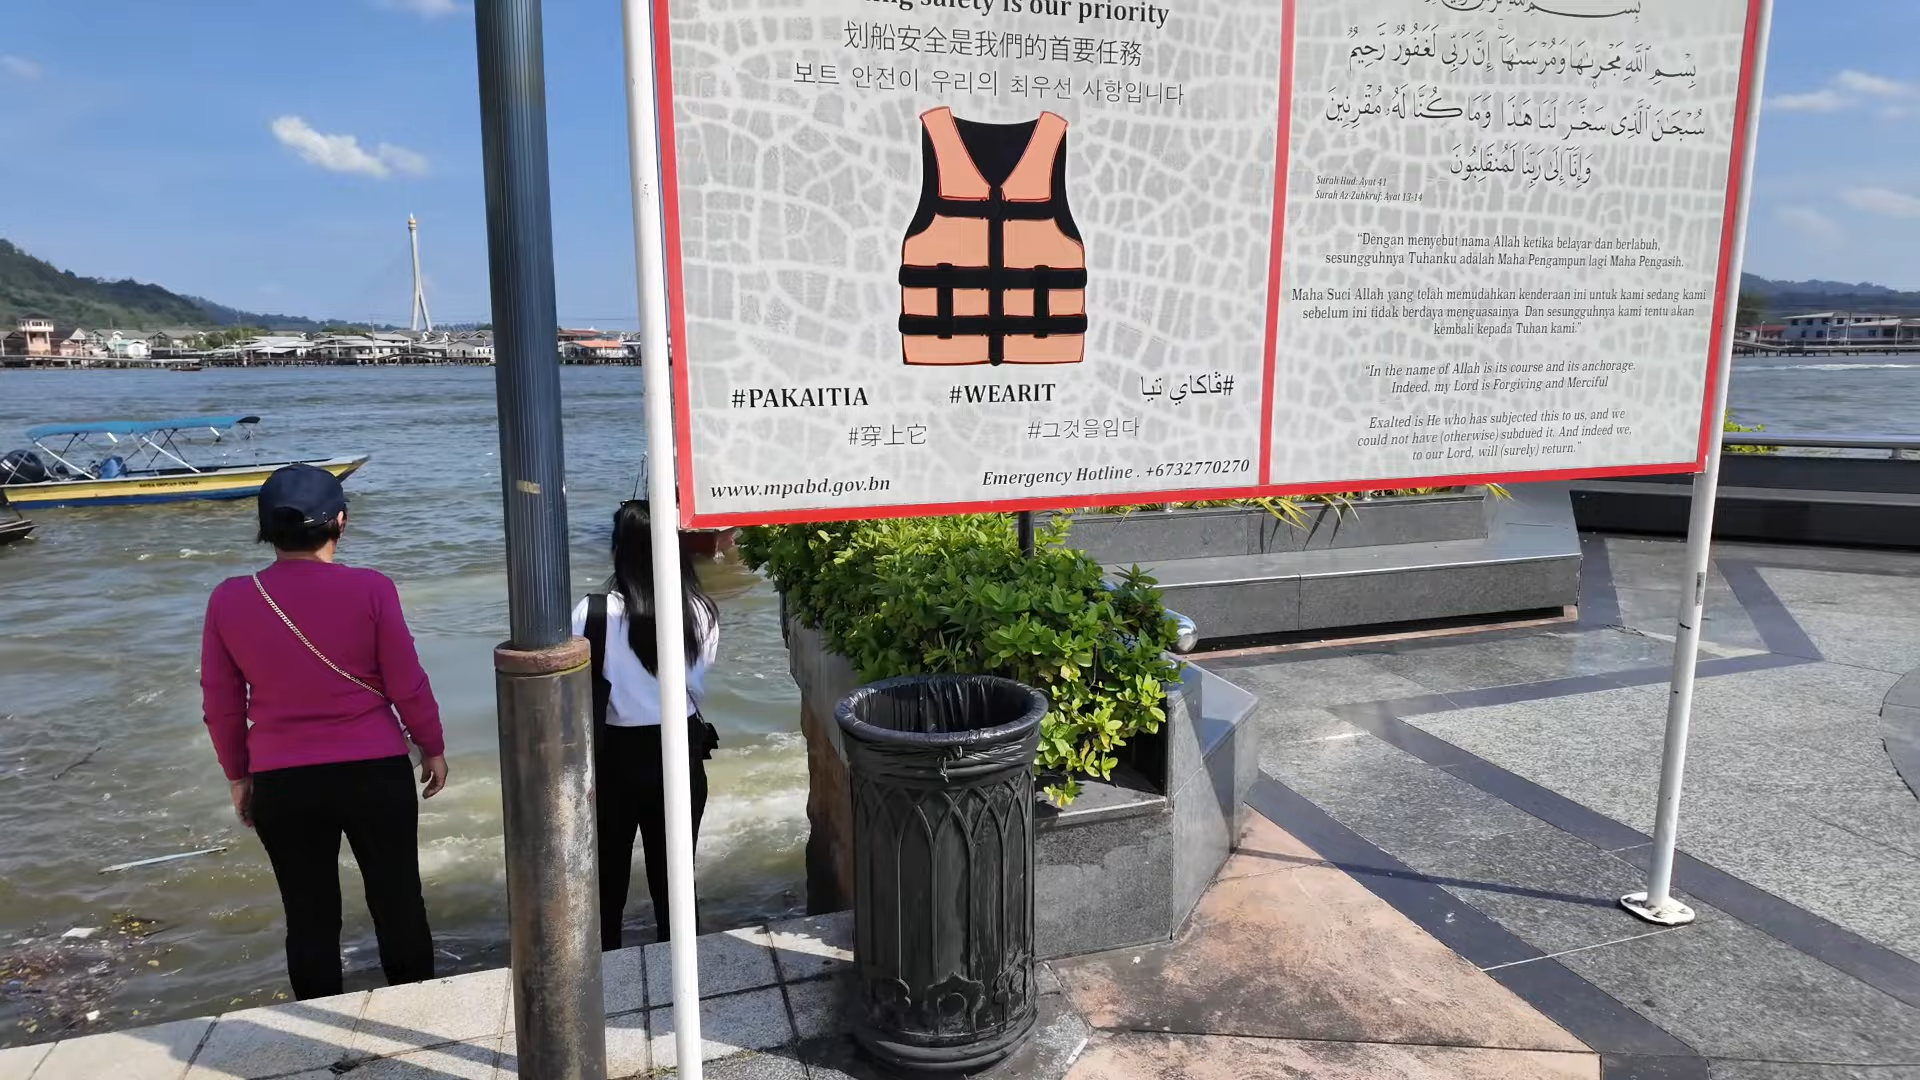 safety is our priority
划船安全是我們的首要任務
보트 안전이 우리의 최우선 사항입니다
#PAKAITIA
#WEARIT
#ڤاكاي تيا
#穿上它
#그것을입다
www.mpabd.gov.bn
Emergency Hotline . +6732770270
بِسْمِ ٱللَّهِ مَجْر۪ىٰهَا وَمُرْسَىٰهَآ إِنَّ رَبِّى لَغَفُورٌ رَّحِيمٌ
سُبْحَٰنَ ٱلَّذِى سَخَّرَ لَنَا هَٰذَا وَمَا كُنَّا لَهُۥ مُقْرِنِينَ
وَإِنَّآ إِلَىٰ رَبِّنَا لَمُنقَلِبُونَ
Surah Hud: Ayat 41
Surah Az-Zuhkruf: Ayat 13-14
“Dengan menyebut nama Allah ketika belayar dan berlabuh,
sesungguhnya Tuhanku adalah Maha Pengampun lagi Maha Pengasih.
Maha Suci Allah yang telah memudahkan kenderaan ini untuk kami sedang kami
sebelum ini tidak berdaya menguasainya. Dan sesungguhnya kami tentu akan
kembali kepada Tuhan kami.”
“In the name of Allah is its course and its anchorage.
Indeed, my Lord is Forgiving and Merciful
Exalted is He who has subjected this to us, and we
could not have (otherwise) subdued it. And indeed we,
to our Lord, will (surely) return.”